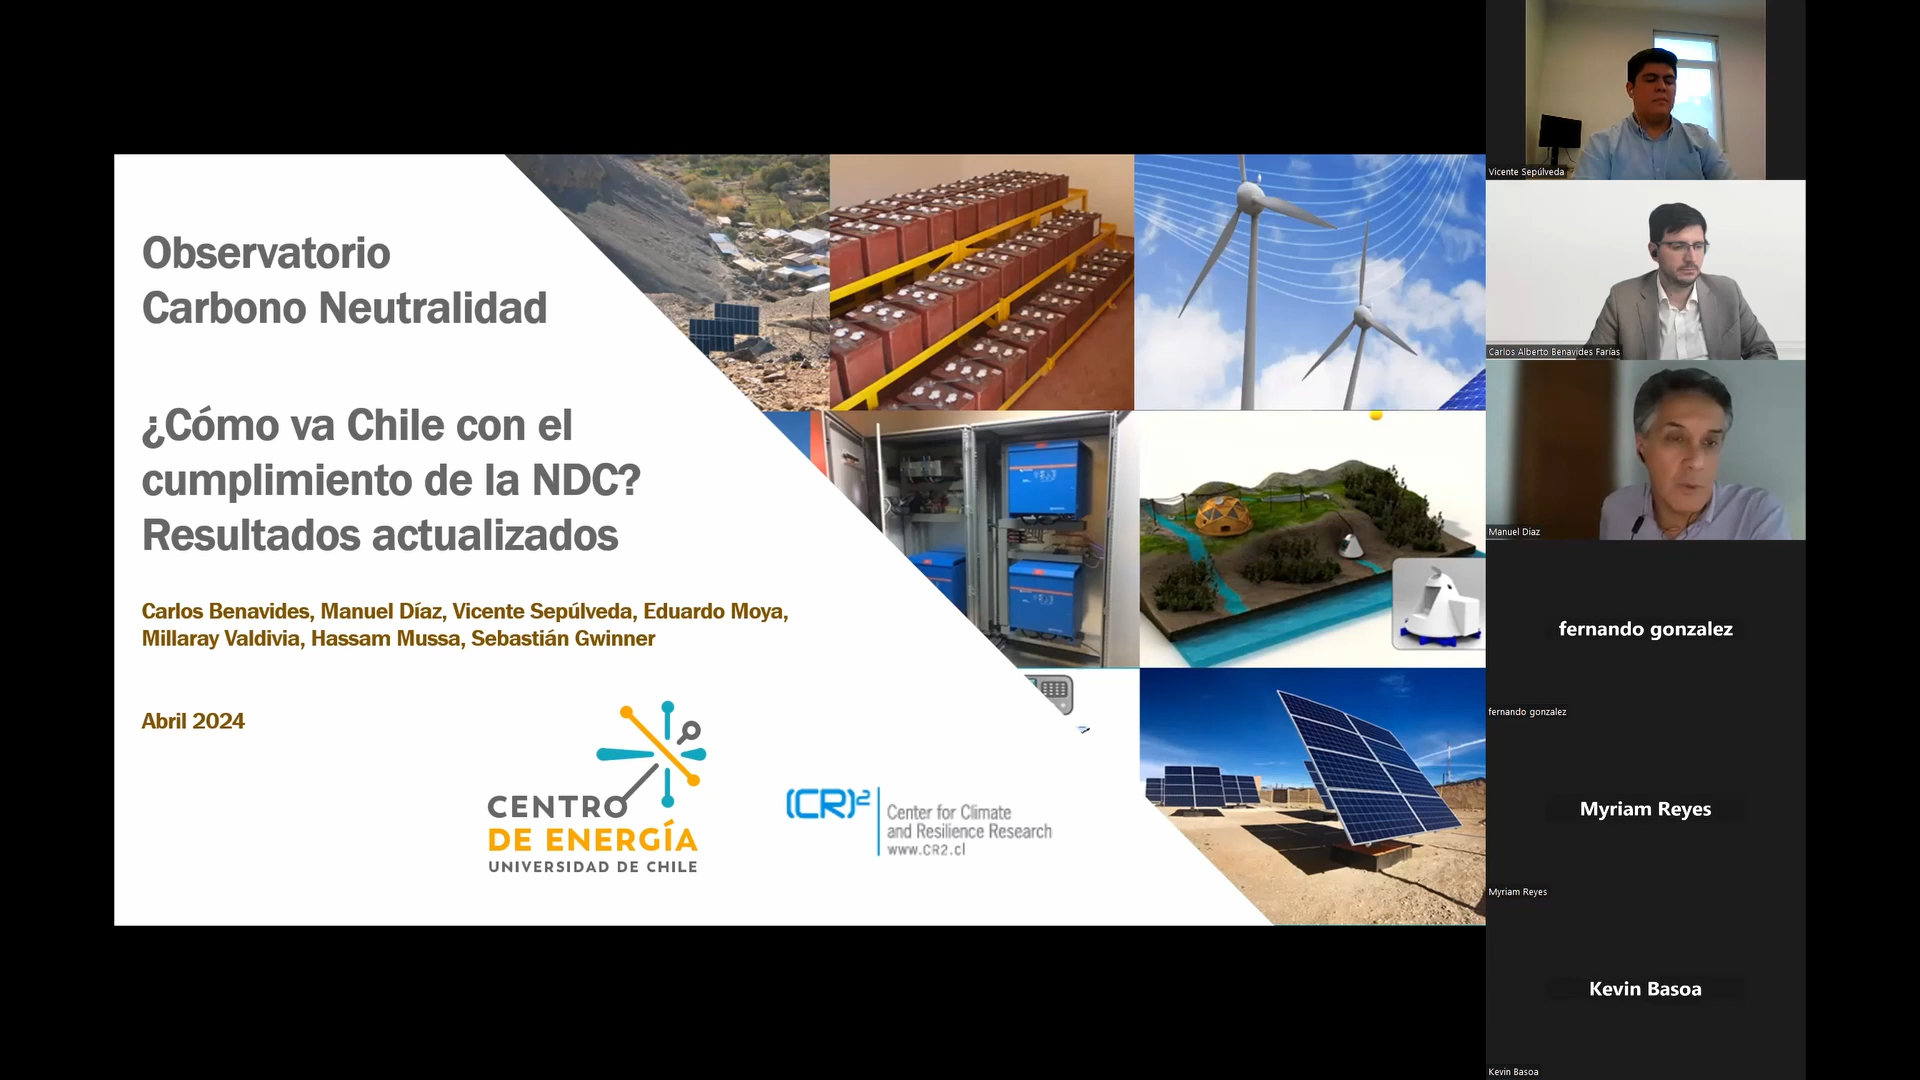 Observatorio
Carbono Neutralidad
¿Cómo va Chile con el
cumplimiento de la NDC?
Resultados actualizados
Carlos Benavides, Manuel Díaz, Vicente Sepúlveda, Eduardo Moya,
Millaray Valdivia, Hassam Mussa, Sebastián Gwinner
Abril 2024
CENTRO
DE ENERGÍA
UNIVERSIDAD DE CHILE
(CR)²
Center for Climate
and Resilience Research
www.CR2.cl
Vicente Sepúlveda
Carlos Alberto Benavides Farías
Manuel Diaz
fernando gonzalez
fernando gonzalez
Myriam Reyes
Myriam Reyes
Kevin Basoa
Kevin Basoa